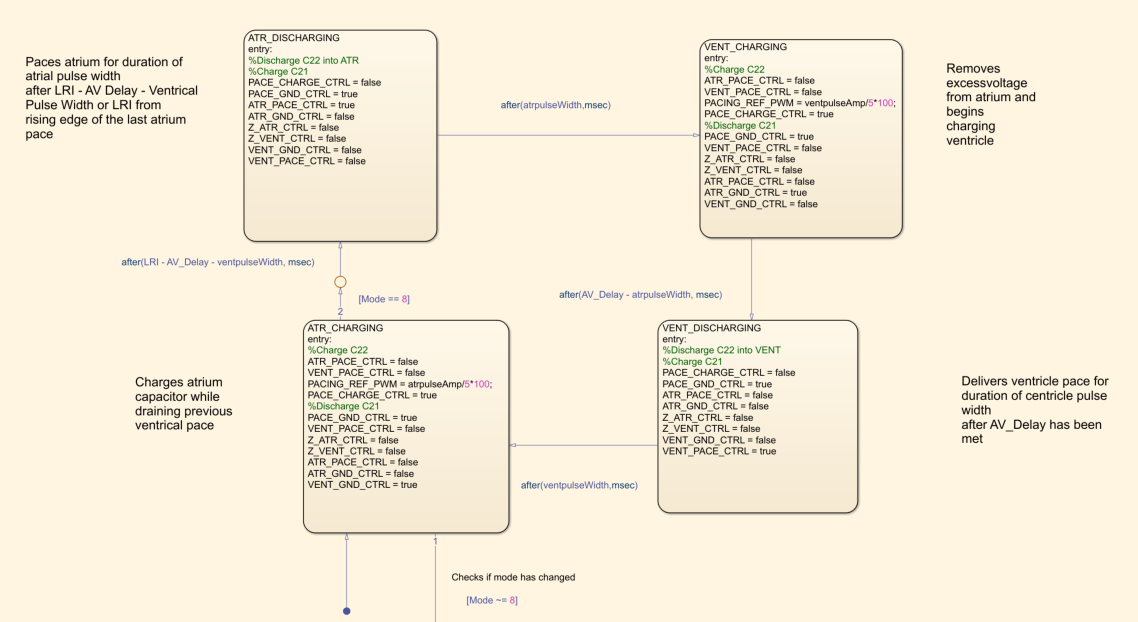 Paces atrium for duration of
atrial pulse width
after LRI - AV Delay - Ventrical
Pulse Width or LRI from
rising edge of the last atrium
pace
ATR_DISCHARGING
entry:
%Discharge C22 into ATR
%Charge C21
PACE_CHARGE_CTRL = false
PACE_GND_CTRL = true
ATR_PACE_CTRL = true
ATR_GND_CTRL = false
Z_ATR_CTRL = false
Z_VENT_CTRL = false
VENT_GND_CTRL = false
VENT_PACE_CTRL = false
after(atrpulseWidth,msec)
VENT_CHARGING
entry:
%Charge C22
ATR_PACE_CTRL = false
VENT_PACE_CTRL = false
PACING_REF_PWM = ventpulseAmp/5*100;
PACE_CHARGE_CTRL = true
%Discharge C21
PACE_GND_CTRL = true
VENT_PACE_CTRL = false
Z_ATR_CTRL = false
Z_VENT_CTRL = false
ATR_PACE_CTRL = false
ATR_GND_CTRL = true
VENT_GND_CTRL = false
Removes
excessvoltage
from atrium and
begins
charging
ventricle
after(LRI - AV_Delay - ventpulseWidth, msec)
[Mode == 8]
2
after(AV_Delay - atrpulseWidth, msec)
Charges atrium
capacitor while
draining previous
ventrical pace
ATR_CHARGING
entry:
%Charge C22
ATR_PACE_CTRL = false
VENT_PACE_CTRL = false
PACING_REF_PWM = atrpulseAmp/5*100;
PACE_CHARGE_CTRL = true
%Discharge C21
PACE_GND_CTRL = true
VENT_PACE_CTRL = false
Z_ATR_CTRL = false
Z_VENT_CTRL = false
ATR_PACE_CTRL = false
ATR_GND_CTRL = false
VENT_GND_CTRL = true
after(ventpulseWidth,msec)
VENT_DISCHARGING
entry:
%Discharge C22 into VENT
%Charge C21
PACE_CHARGE_CTRL = false
PACE_GND_CTRL = true
ATR_PACE_CTRL = false
ATR_GND_CTRL = false
Z_ATR_CTRL = false
Z_VENT_CTRL = false
VENT_GND_CTRL = false
VENT_PACE_CTRL = true
Delivers ventricle pace for
duration of centricle pulse
width
after AV_Delay has been
met
1
Checks if mode has changed
[Mode ~= 8]